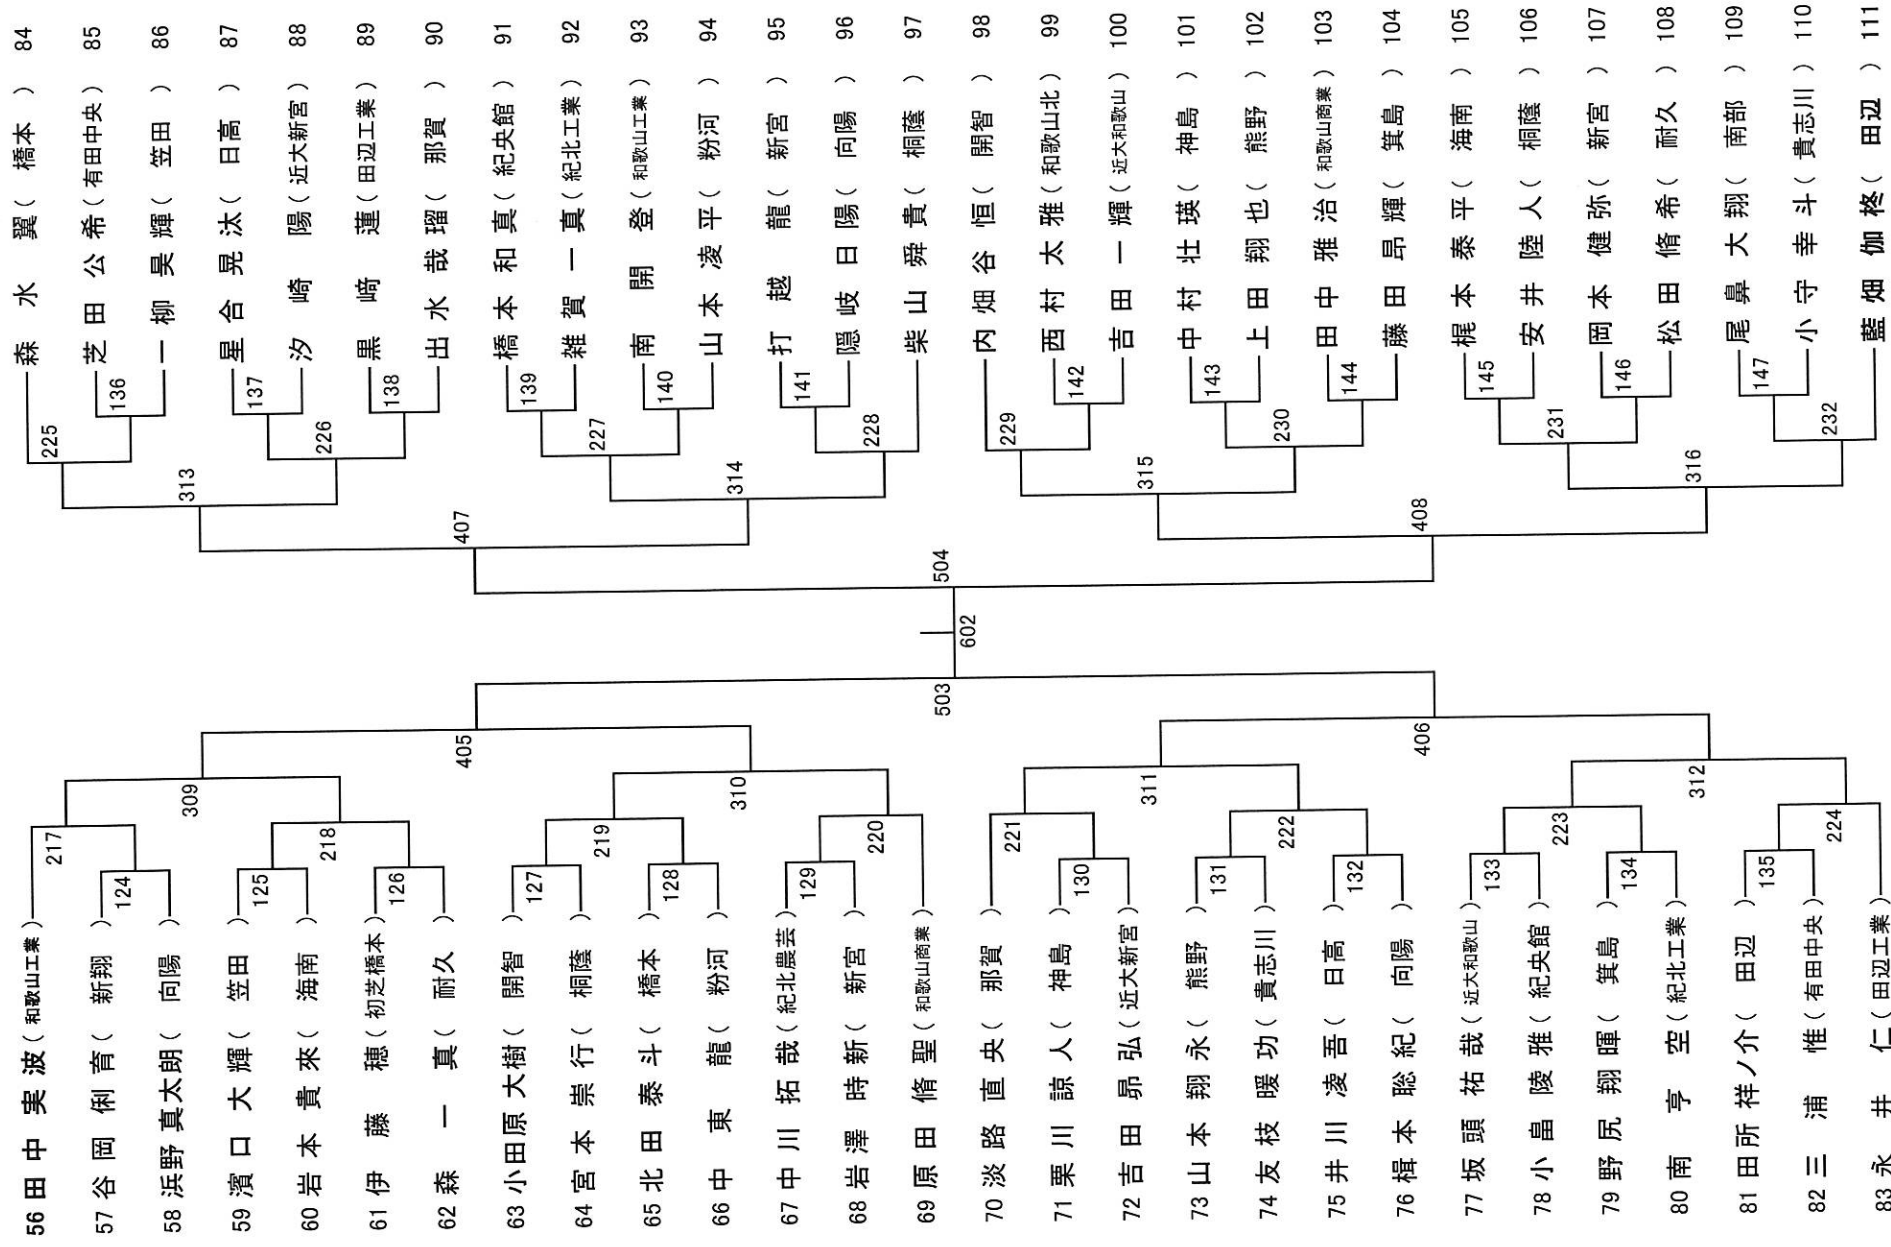 森水 翼 ( 橋本 ) 84
芝田公希 ( 有田中央 ) 85
一柳昊輝 ( 笠田 ) 86
星合晃汰 ( 日高 ) 87
汐崎 陽 ( 近大新宮 ) 88
黒﨑 蓮 ( 田辺工業 ) 89
出水哉瑠 ( 那賀 ) 90
橋本和真 ( 紀央館 ) 91
雑賀一真 ( 紀北工業 ) 92
南 開登 ( 和歌山工業 ) 93
山本凌平 ( 粉河 ) 94
打越 龍 ( 新宮 ) 95
隠岐日陽 ( 向陽 ) 96
柴山舜貴 ( 桐蔭 ) 97
内畑谷恒 ( 開智 ) 98
西村太雅 ( 和歌山北 ) 99
吉田一輝 ( 近大和歌山 ) 100
中村壮瑛 ( 神島 ) 101
上田翔也 ( 熊野 ) 102
田中雅治 ( 和歌山商業 ) 103
藤田昂輝 ( 箕島 ) 104
梶本泰平 ( 海南 ) 105
安井陸人 ( 桐蔭 ) 106
岡本健弥 ( 新宮 ) 107
松田脩希 ( 耐久 ) 108
尾鼻大翔 ( 南部 ) 109
小守幸斗 ( 貴志川 ) 110
藍畑伽柊 ( 田辺 ) 111
136 137 138 139 140 141 142 143 144 145 146 147
225 226 227 228 229 230 231 232
313 314 315 316
407 408
504
602
503
405 406
309 310 311 312
217 218 219 220 221 222 223 224
124 125 126 127 128 129 130 131 132 133 134 135
56 田中実波 ( 和歌山工業 )
57 谷岡俐育 ( 新翔 )
58 浜野真太朗 ( 向陽 )
59 濱口大輝 ( 笠田 )
60 岩本貴來 ( 海南 )
61 伊藤 穂 ( 初芝橋本 )
62 森 一真 ( 耐久 )
63 小田原大樹 ( 開智 )
64 宮本崇行 ( 桐蔭 )
65 北田泰斗 ( 橋本 )
66 中東 龍 ( 粉河 )
67 中川拓哉 ( 紀北農芸 )
68 岩澤時新 ( 新宮 )
69 原田脩聖 ( 和歌山商業 )
70 淡路直央 ( 那賀 )
71 栗川諒人 ( 神島 )
72 吉田昴弘 ( 近大新宮 )
73 山本翔永 ( 熊野 )
74 友枝暖功 ( 貴志川 )
75 井川凌吾 ( 日高 )
76 楫本聡紀 ( 向陽 )
77 坂頭祐哉 ( 近大和歌山 )
78 小畠陵雅 ( 紀央館 )
79 野尻翔暉 ( 箕島 )
80 南 亨空 ( 紀北工業 )
81 田所祥ノ介 ( 田辺 )
82 三浦 惟 ( 有田中央 )
83 永井 仁 ( 田辺工業 )